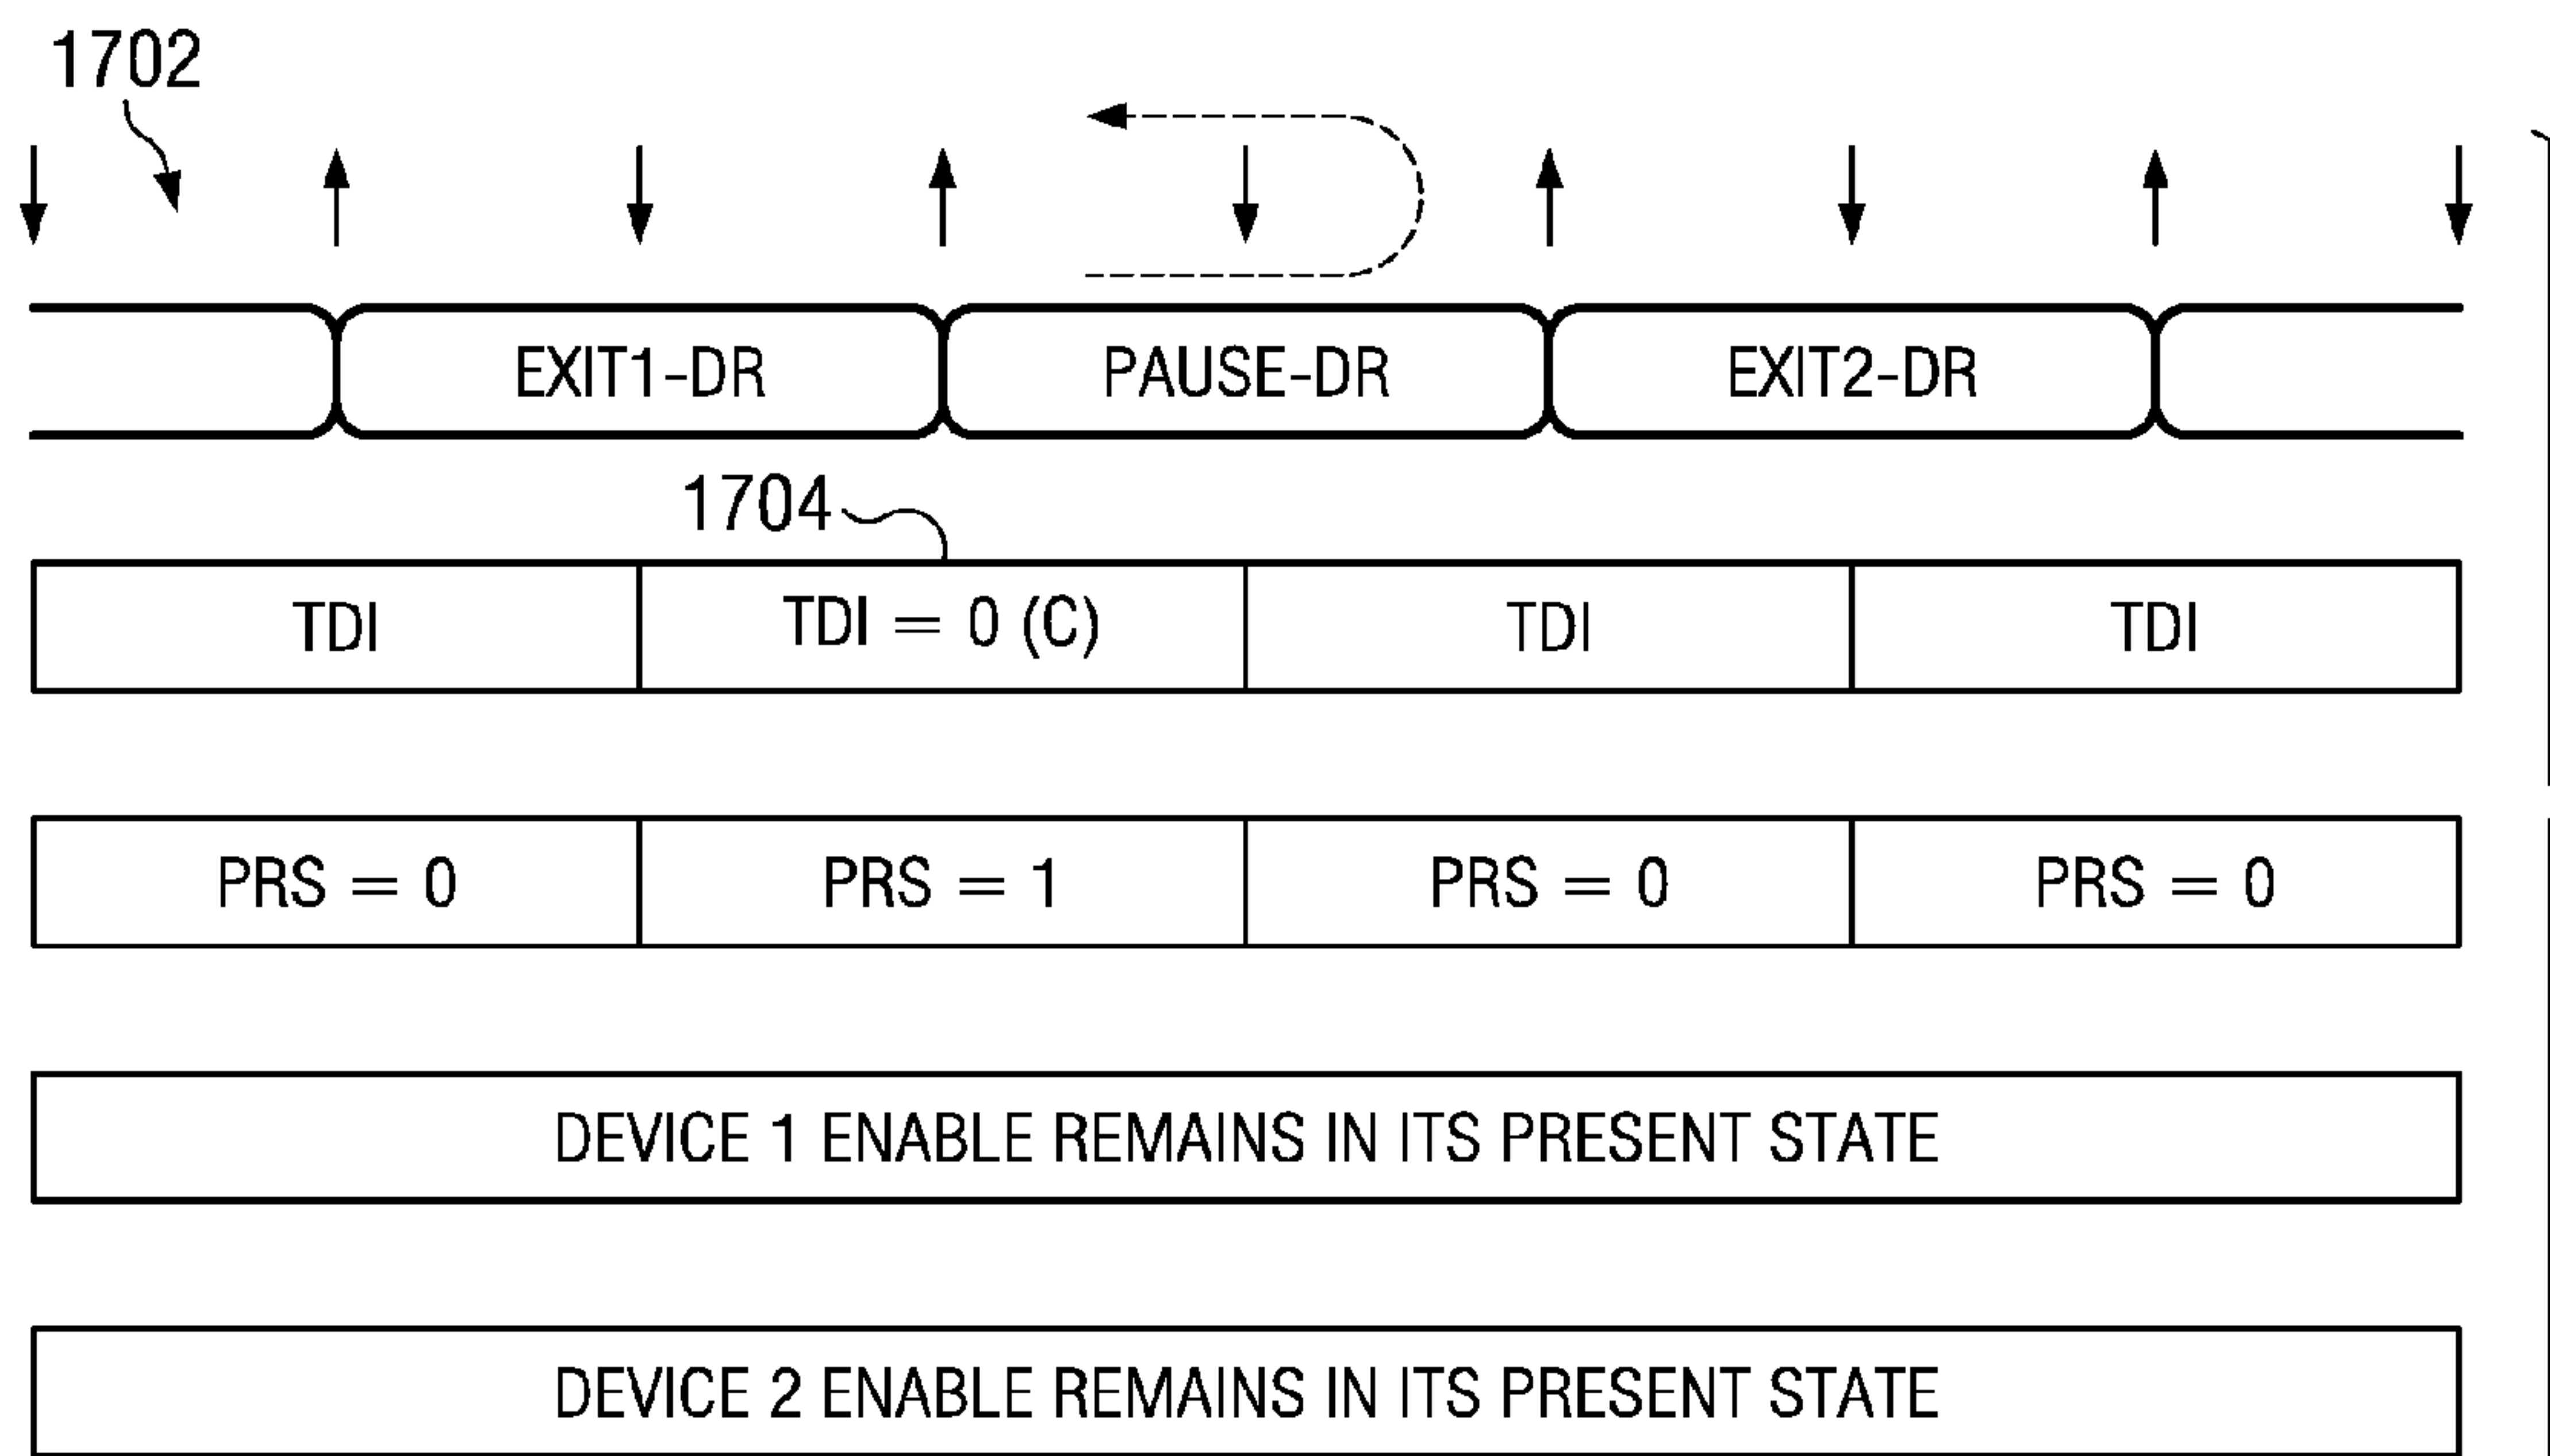 1702
EXIT1-DR PAUSE-DR EXIT2-DR
1704
TDI TDI = 0 (C) TDI TDI
PRS = 0 PRS = 1 PRS = 0 PRS = 0
DEVICE 1 ENABLE REMAINS IN ITS PRESENT STATE
DEVICE 2 ENABLE REMAINS IN ITS PRESENT STATE